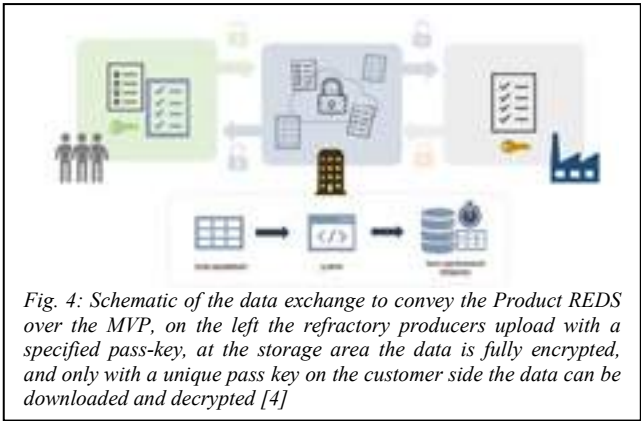 </>
Fig. 4: Schematic of the data exchange to convey the Product REDS
over the MVP, on the left the refractory producers upload with a
specified pass-key, at the storage area the data is fully encrypted,
and only with a unique pass key on the customer side the data can be
downloaded and decrypted [4]